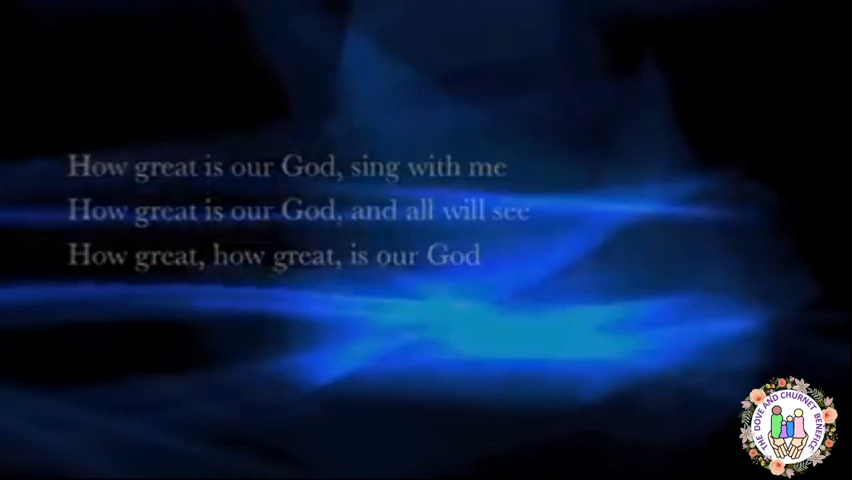 How great is our God, sing with me
How great is our God, and all will see
How great, how great, is our God
THE DOVE AND CHURNET BENEFICE